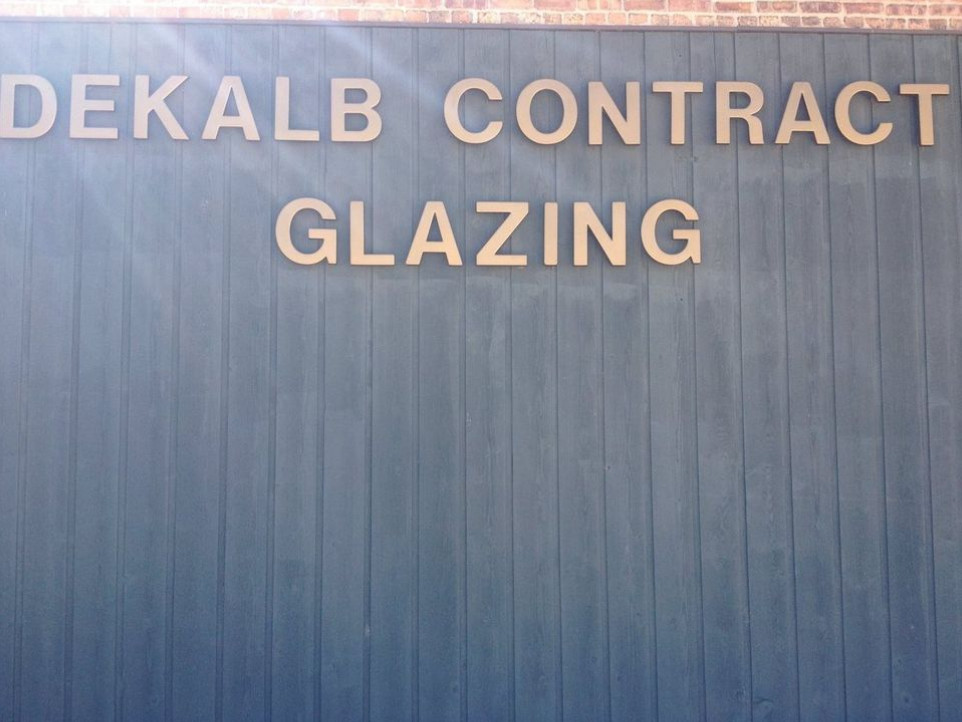 DEKALB CONTRACT
GLAZING